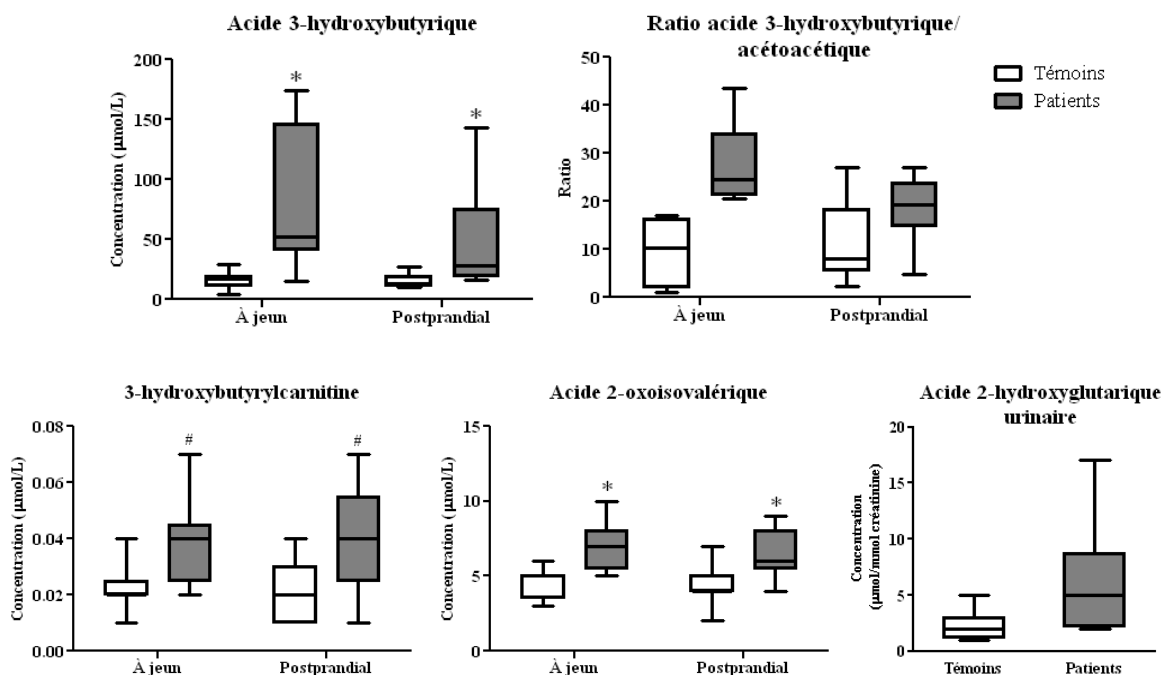 Acide 3-hydroxybutyrique
Concentration (µmol/L)
200
150
100
50
0
*
*
À jeun
Postprandial
Ratio acide 3-hydroxybutyrique/
acétoacétique
Ratio
50
40
30
20
10
0
À jeun
Postprandial
Témoins
Patients
3-hydroxybutyrylcarnitine
Concentration (µmol/L)
0.08
0.06
0.04
0.02
0.00
#
#
À jeun
Postprandial
Acide 2-oxoisovalérique
Concentration (µmol/L)
15
10
5
0
*
*
À jeun
Postprandial
Acide 2-hydroxyglutarique
urinaire
Concentration
(µmol/mmol créatinine)
20
15
10
5
0
Témoins
Patients